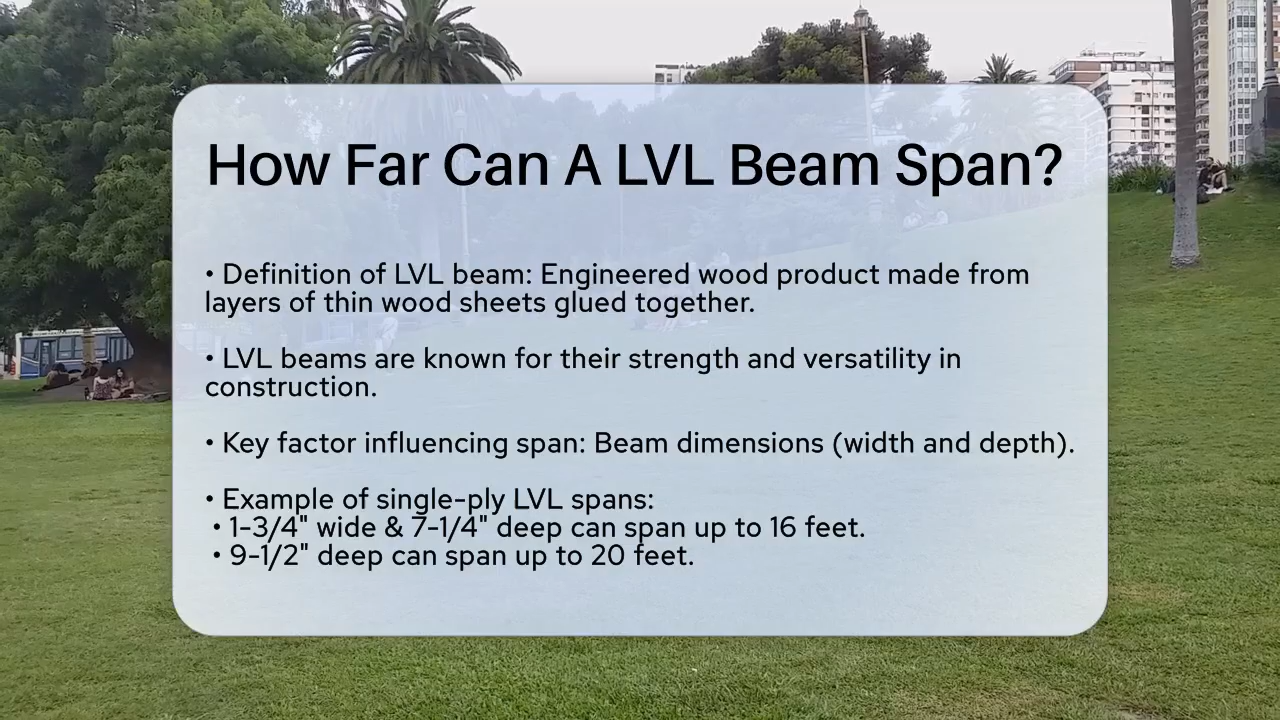 How Far Can A LVL Beam Span?
• Definition of LVL beam: Engineered wood product made from
layers of thin wood sheets glued together.
• LVL beams are known for their strength and versatility in
construction.
• Key factor influencing span: Beam dimensions (width and depth).
• Example of single-ply LVL spans:
• 1-3/4" wide & 7-1/4" deep can span up to 16 feet.
• 9-1/2" deep can span up to 20 feet.